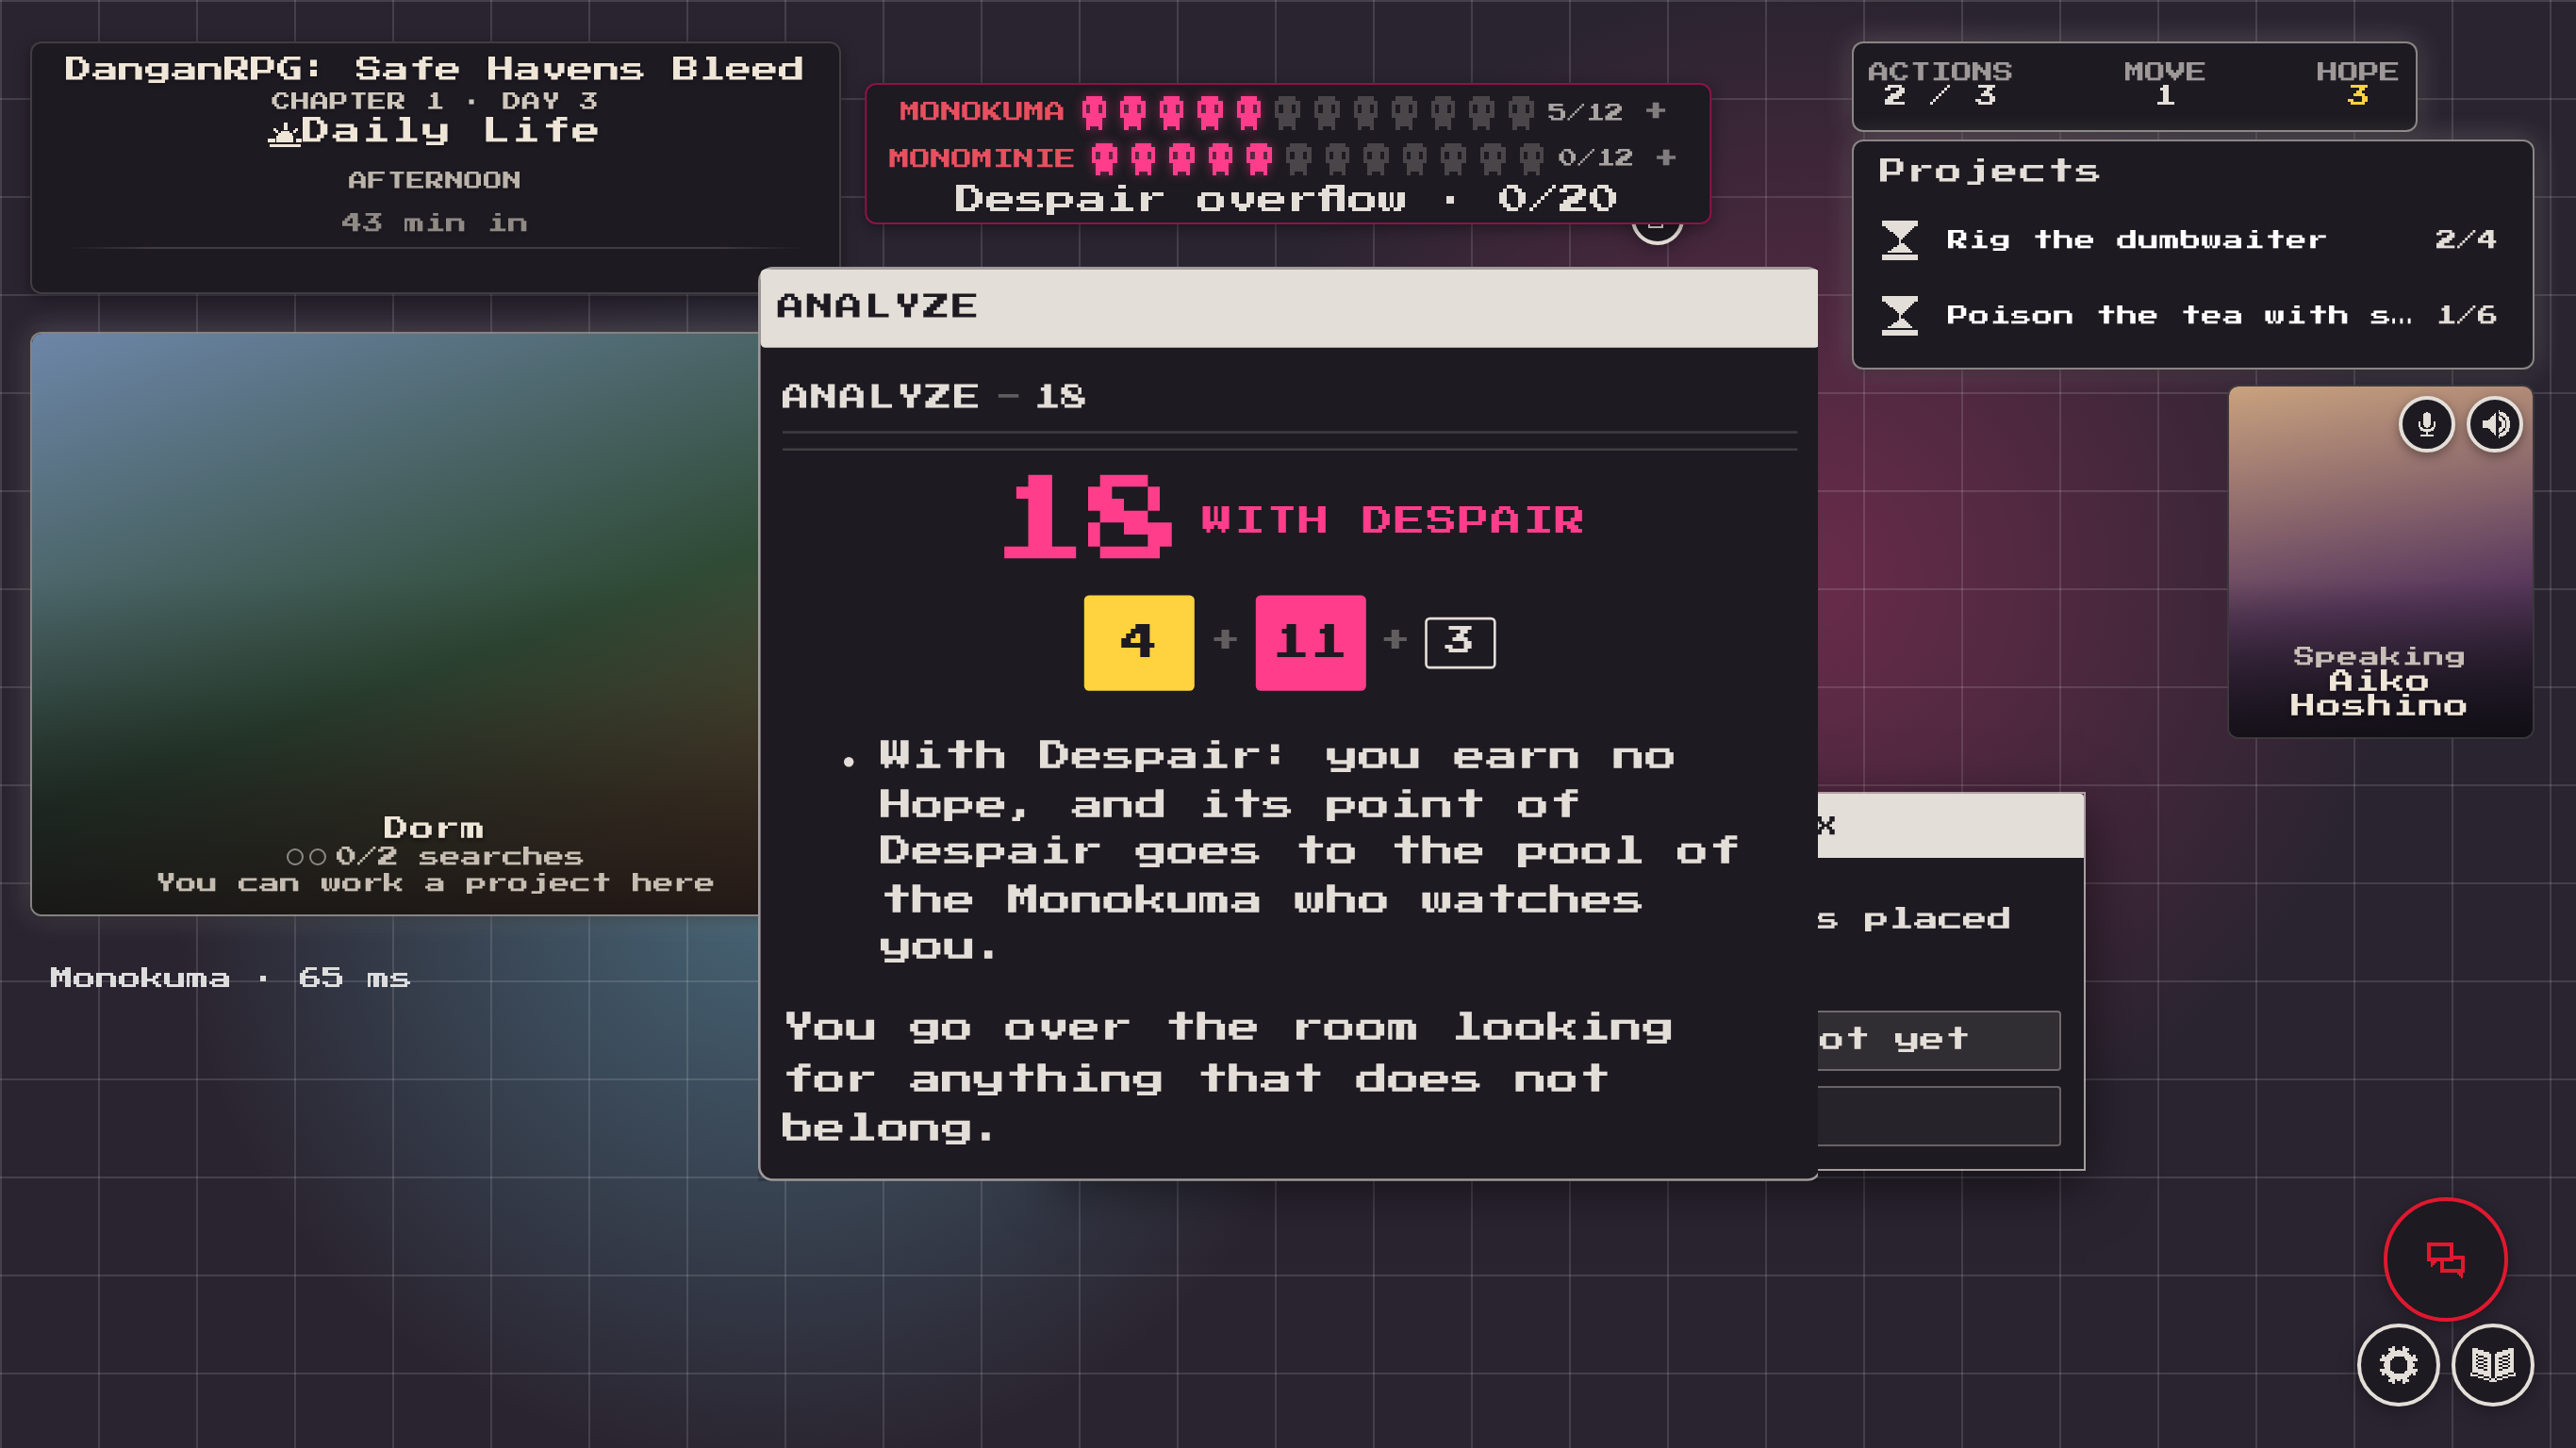 DanganRPG: Safe Havens Bleed
CHAPTER 1 · DAY 3
Daily Life
AFTERNOON
43 min in
MONOKUMA 5/12 +
MONOMINIE 0/12 +
Despair overflow · 0/20
ACTIONS MOVE HOPE
2 / 3 1 3
Projects
Rig the dumbwaiter 2/4
Poison the tea with s… 1/6
ANALYZE
ANALYZE — 18
18 WITH DESPAIR
4 + 11 + 3
• With Despair: you earn no
Hope, and its point of
Despair goes to the pool of
the Monokuma who watches
you.
You go over the room looking
for anything that does not
belong.
Dorm
○○ 0/2 searches
You can work a project here
Monokuma · 65 ms
Speaking
Aiko
Hoshino
x
s placed
ot yet